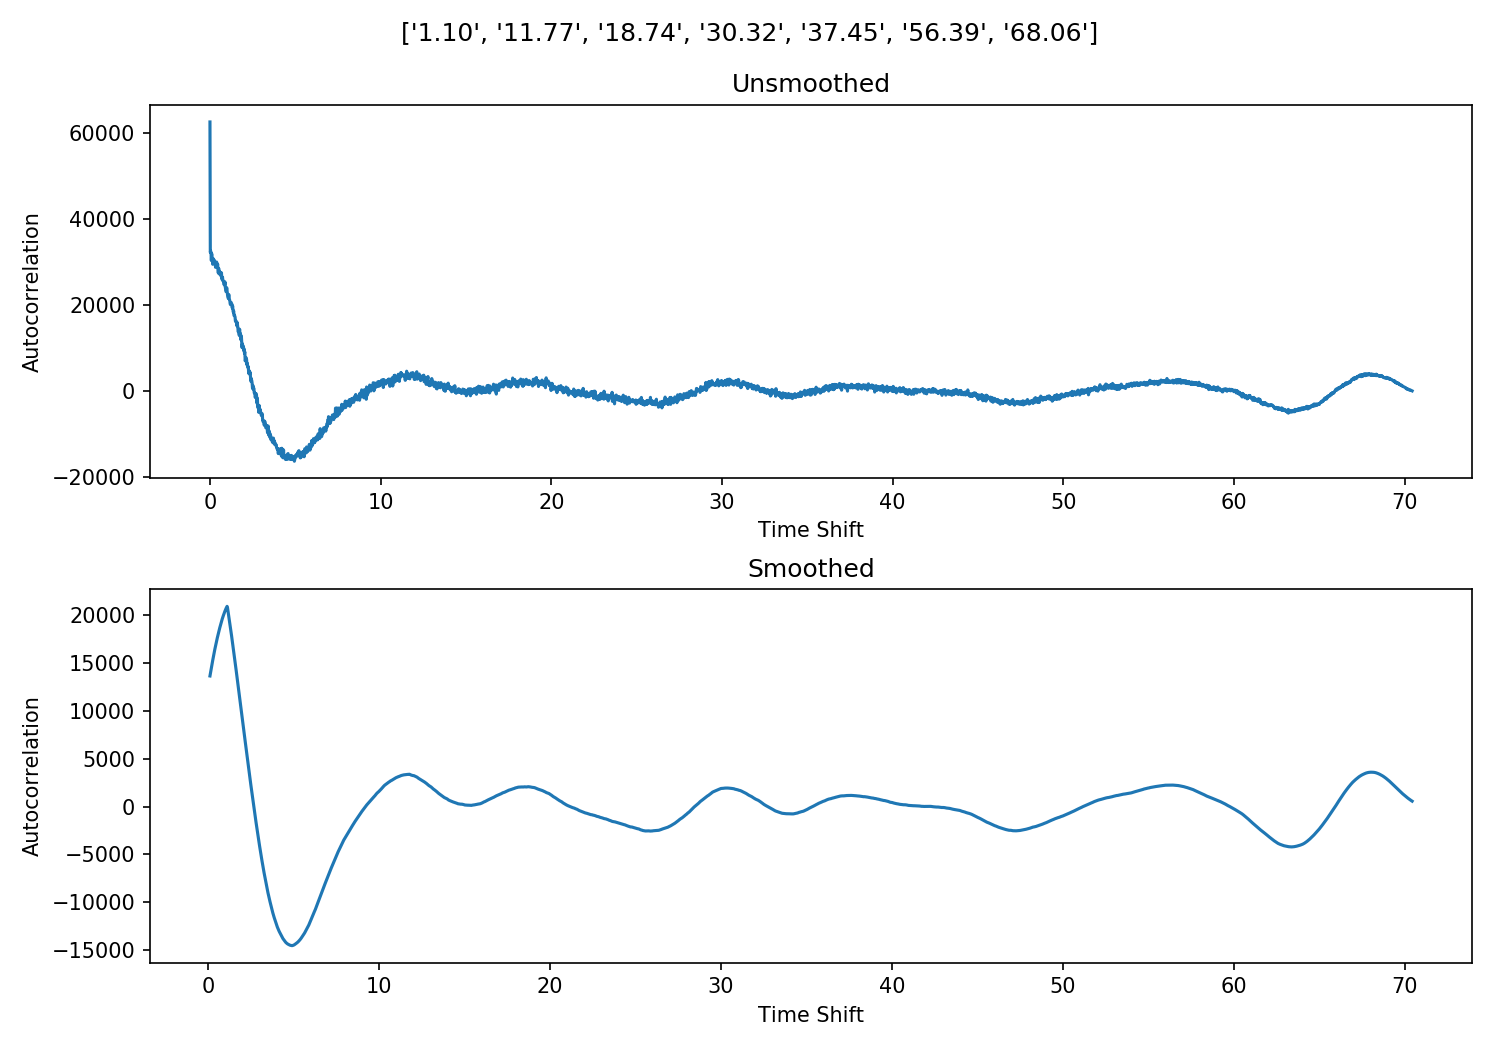 ['1.10', '11.77', '18.74', '30.32', '37.45', '56.39', '68.06']
Unsmoothed
60000
40000
20000
0
−20000
Autocorrelation
0 10 20 30 40 50 60 70
Time Shift
Smoothed
20000
15000
10000
5000
0
−5000
−10000
−15000
Autocorrelation
0 10 20 30 40 50 60 70
Time Shift